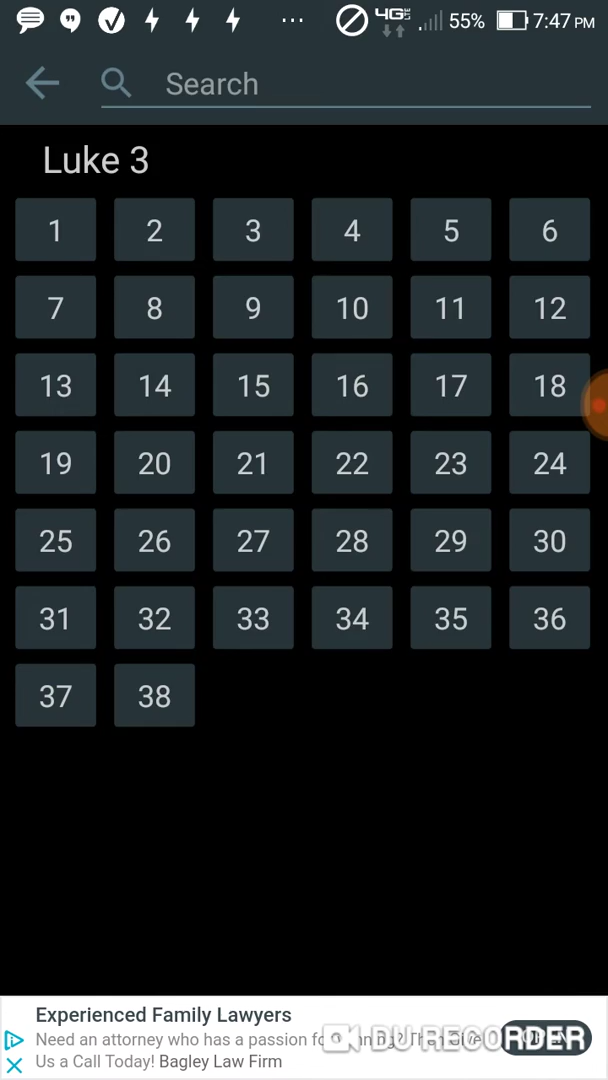 4G LTE 55% 7:47 PM
Search
Luke 3
1 2 3 4 5 6
7 8 9 10 11 12
13 14 15 16 17 18
19 20 21 22 23 24
25 26 27 28 29 30
31 32 33 34 35 36
37 38
Experienced Family Lawyers
Need an attorney who has a passion
Us a Call Today! Bagley Law Firm
DU RECORDER